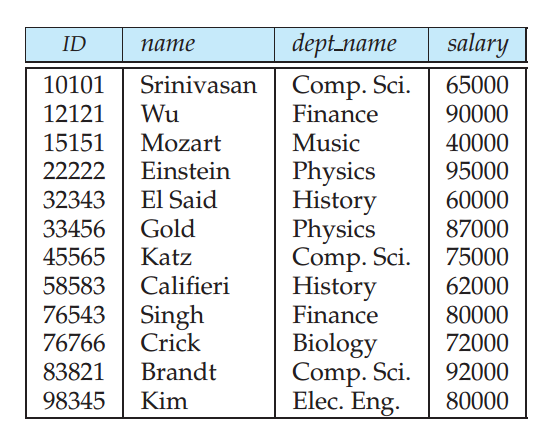 ID name dept_name salary
10101 Srinivasan Comp. Sci. 65000
12121 Wu Finance 90000
15151 Mozart Music 40000
22222 Einstein Physics 95000
32343 El Said History 60000
33456 Gold Physics 87000
45565 Katz Comp. Sci. 75000
58583 Califieri History 62000
76543 Singh Finance 80000
76766 Crick Biology 72000
83821 Brandt Comp. Sci. 92000
98345 Kim Elec. Eng. 80000